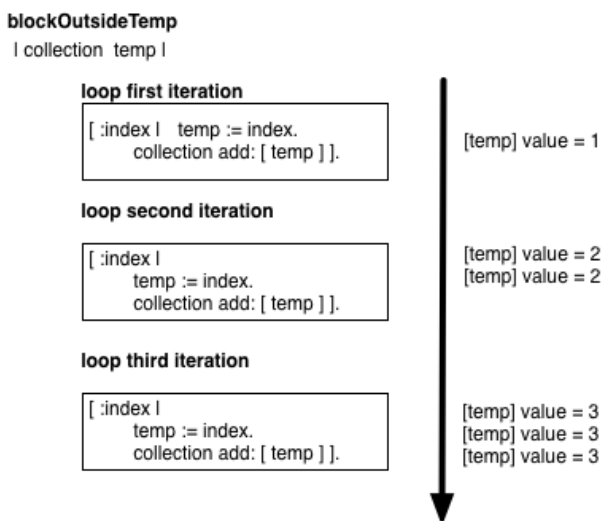 blockOutsideTemp
| collection temp |
loop first iteration
[ :index | temp := index.
collection add: [ temp ] ].
[temp] value = 1
loop second iteration
[ :index |
temp := index.
collection add: [ temp ] ].
[temp] value = 2
[temp] value = 2
loop third iteration
[ :index |
temp := index.
collection add: [ temp ] ].
[temp] value = 3
[temp] value = 3
[temp] value = 3